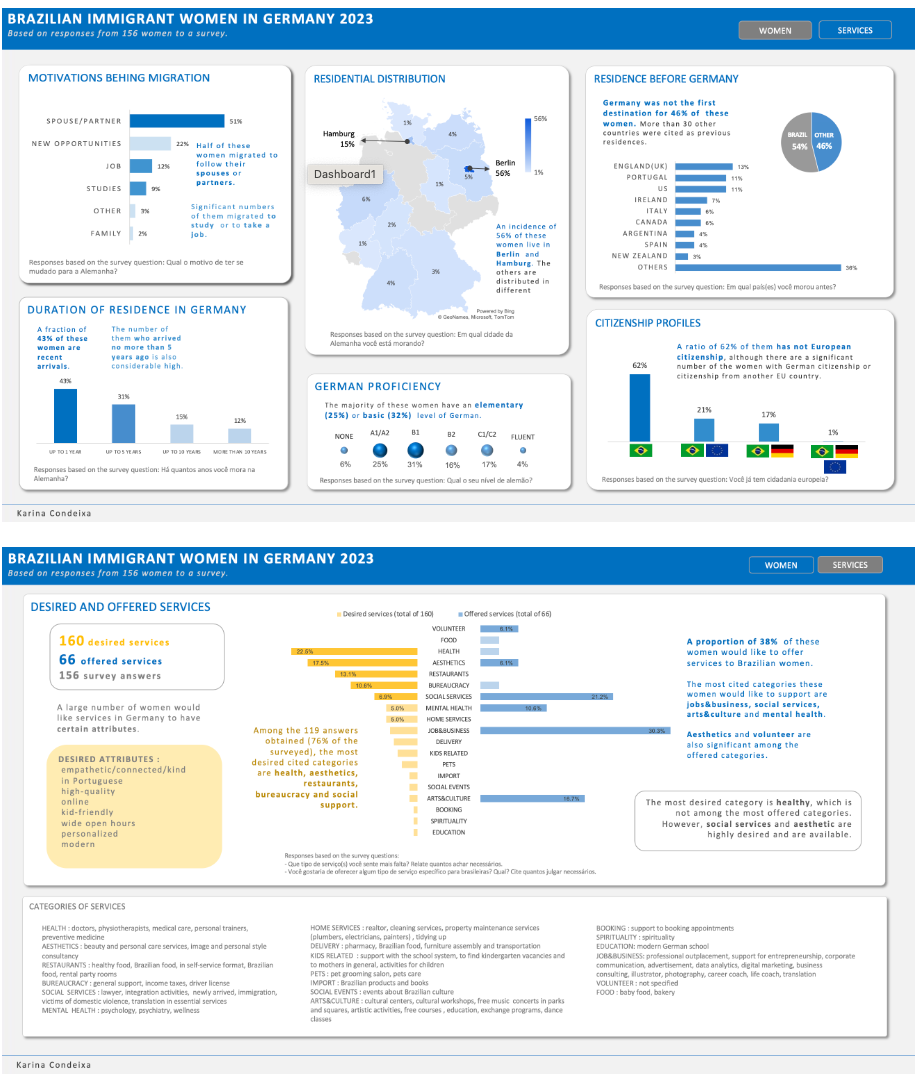 BRAZILIAN IMMIGRANT WOMEN IN GERMANY 2023
Based on responses from 156 women to a survey.
WOMEN
SERVICES
MOTIVATIONS BEHING MIGRATION
SPOUSE/PARTNER
51%
NEW OPPORTUNITIES
22%
JOB
12%
STUDIES
9%
OTHER
3%
FAMILY
2%
Half of these
women migrated to
follow their
spouses or
partners.
Significant numbers
of them migrated to
study or to take a
job.
Responses based on the survey question: Qual o motivo de ter se
mudado para a Alemanha?
RESIDENTIAL DISTRIBUTION
1%
4%
Hamburg
15%
56%
1%
Berlin
56%
Dashboard1
5%
1%
6%
2%
1%
3%
4%
An incidence of
56% of these
women live in
Berlin and
Hamburg. The
others are
distributed in
different
Powered by Bing
© GeoNames, Microsoft, TomTom
Responses based on the survey question: Em qual cidade da
Alemanha você está morando?
RESIDENCE BEFORE GERMANY
Germany was not the first
destination for 46% of these
women. More than 30 other
countries were cited as previous
residences.
BRAZIL
54%
OTHER
46%
ENGLAND(UK)
13%
PORTUGAL
11%
US
11%
IRELAND
7%
ITALY
6%
CANADA
6%
ARGENTINA
4%
SPAIN
4%
NEW ZEALAND
3%
OTHERS
36%
Responses based on the survey question: Em qual país(es) você morou antes?
DURATION OF RESIDENCE IN GERMANY
A fraction of
43% of these
women are
recent
arrivals.
The number of
them who arrived
no more than 5
years ago is also
considerable high.
43%
31%
15%
12%
UP TO 1 YEAR
UP TO 5 YEARS
UP TO 10 YEARS
MORE THAN 10 YEARS
Responses based on the survey question: Há quantos anos você mora na
Alemanha?
GERMAN PROFICIENCY
The majority of these women have an elementary
(25%) or basic (32%) level of German.
NONE
A1/A2
B1
B2
C1/C2
FLUENT
6%
25%
31%
16%
17%
4%
Responses based on the survey question: Qual o seu nível de alemão?
CITIZENSHIP PROFILES
A ratio of 62% of them has not European
citizenship, although there are a significant
number of the women with German citizenship or
citizenship from another EU country.
62%
21%
17%
1%
Responses based on the survey question: Você já tem cidadania europeia?
Karina Condeixa
BRAZILIAN IMMIGRANT WOMEN IN GERMANY 2023
Based on responses from 156 women to a survey.
WOMEN
SERVICES
DESIRED AND OFFERED SERVICES
160 desired services
66 offered services
156 survey answers
A large number of women would
like services in Germany to have
certain attributes.
DESIRED ATTRIBUTES :
empathetic/connected/kind
in Portuguese
high-quality
online
kid-friendly
wide open hours
personalized
modern
Desired services (total of 160)
Offered services (total of 66)
VOLUNTEER
6.1%
FOOD
22.5%
HEALTH
17.5%
AESTHETICS
6.1%
13.1%
RESTAURANTS
10.6%
BUREAUCRACY
6.9%
SOCIAL SERVICES
21.2%
5.0%
MENTAL HEALTH
10.6%
5.0%
HOME SERVICES
JOB&BUSINESS
30.3%
DELIVERY
KIDS RELATED
PETS
IMPORT
SOCIAL EVENTS
ARTS&CULTURE
16.7%
BOOKING
SPIRITUALITY
EDUCATION
Among the 119 answers
obtained (76% of the
surveyed), the most
desired cited categories
are health, aesthetics,
restaurants,
bureaucracy and social
support.
Responses based on the survey questions:
- Que tipo de serviço(s) você sente mais falta? Relate quantos achar necessários.
- Você gostaria de oferecer algum tipo de serviço específico para brasileiras? Qual? Cite quantos julgar necessários.
A proportion of 38% of these
women would like to offer
services to Brazilian women.
The most cited categories these
women would like to support are
jobs&business, social services,
arts&culture and mental health.
Aesthetics and volunteer are
also significant among the
offered categories.
The most desired category is healthy, which is
not among the most offered categories.
However, social services and aesthetic are
highly desired and are available.
CATEGORIES OF SERVICES
HEALTH : doctors, physiotherapists, medical care, personal trainers,
preventive medicine
AESTHETICS : beauty and personal care services, image and personal style
consultancy
RESTAURANTS : healthy food, Brazilian food, in self-service format, Brazilian
food, rental party rooms
BUREAUCRACY : general support, income taxes, driver license
SOCIAL SERVICES : lawyer, integration activities, newly arrived, immigration,
victims of domestic violence, translation in essential services
MENTAL HEALTH : psychology, psychiatry, wellness
HOME SERVICES : realtor, cleaning services, property maintenance services
(plumbers, electricians, painters) , tidying up
DELIVERY : pharmacy, Brazilian food, furniture assembly and transportation
KIDS RELATED : support with the school system, to find kindergarten vacancies and
to mothers in general, activities for children
PETS : pet grooming salon, pets care
IMPORT : Brazilian products and books
SOCIAL EVENTS : events about Brazilian culture
ARTS&CULTURE : cultural centers, cultural workshops, free music concerts in parks
and squares, artistic activities, free courses , education, exchange programs, dance
classes
BOOKING : support to booking appointments
SPIRITUALITY : spirituality
EDUCATION: modern German school
JOB&BUSINESS: professional outplacement, support for entrepreneurship, corporate
communication, advertisement, data analytics, digital marketing, business
consulting, illustrator, photography, career coach, life coach, translation
VOLUNTEER : not specified
FOOD : baby food, bakery
Karina Condeixa